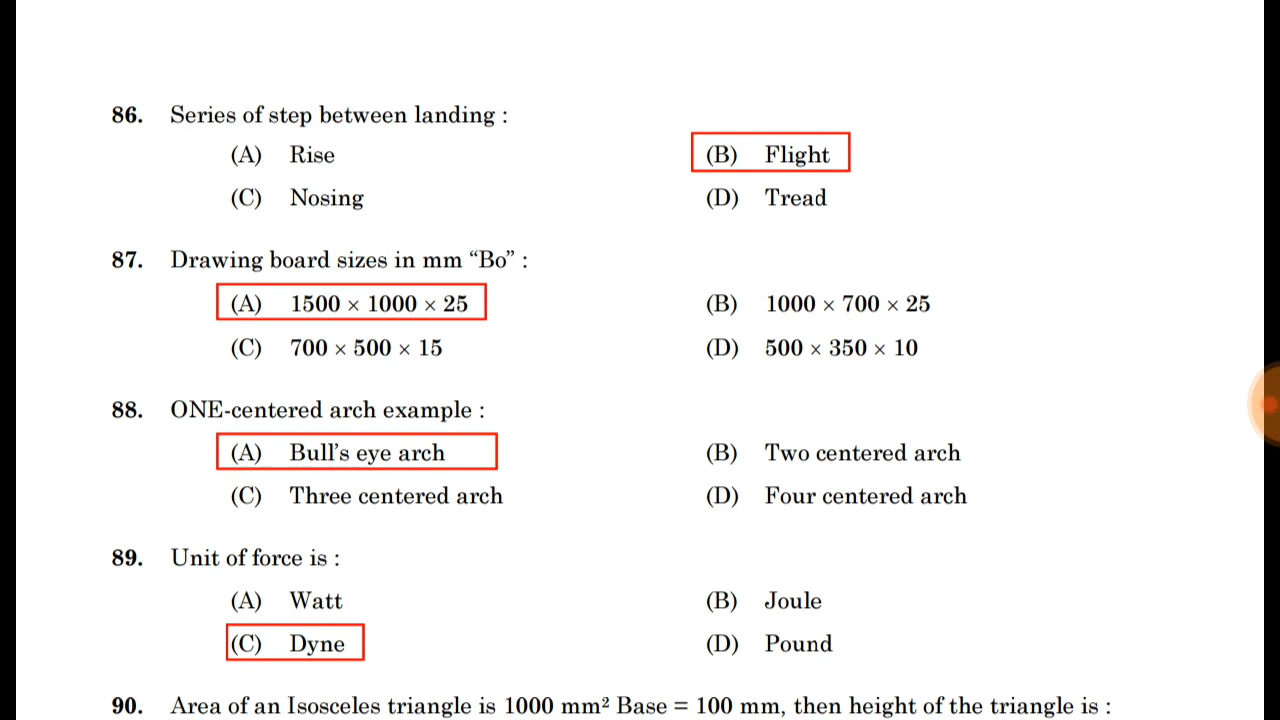 86. Series of step between landing :
(A) Rise (B) Flight
(C) Nosing (D) Tread
87. Drawing board sizes in mm “Bo” :
(A) 1500 × 1000 × 25 (B) 1000 × 700 × 25
(C) 700 × 500 × 15 (D) 500 × 350 × 10
88. ONE-centered arch example :
(A) Bull’s eye arch (B) Two centered arch
(C) Three centered arch (D) Four centered arch
89. Unit of force is :
(A) Watt (B) Joule
(C) Dyne (D) Pound
90. Area of an Isosceles triangle is 1000 mm² Base = 100 mm, then height of the triangle is :